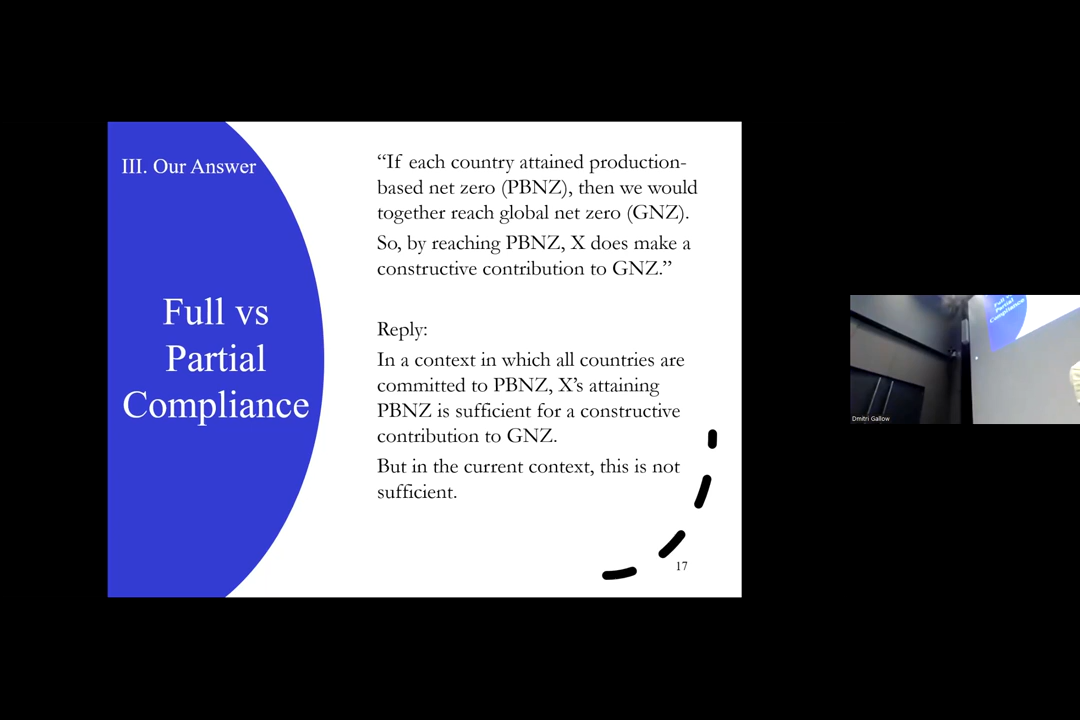 III. Our Answer
Full vs
Partial
Compliance
“If each country attained production-
based net zero (PBNZ), then we would
together reach global net zero (GNZ).
So, by reaching PBNZ, X does make a
constructive contribution to GNZ.”
Reply:
In a context in which all countries are
committed to PBNZ, X’s attaining
PBNZ is sufficient for a constructive
contribution to GNZ.
But in the current context, this is not
sufficient.
17
Partial
Compliance
Dmitri Gallow